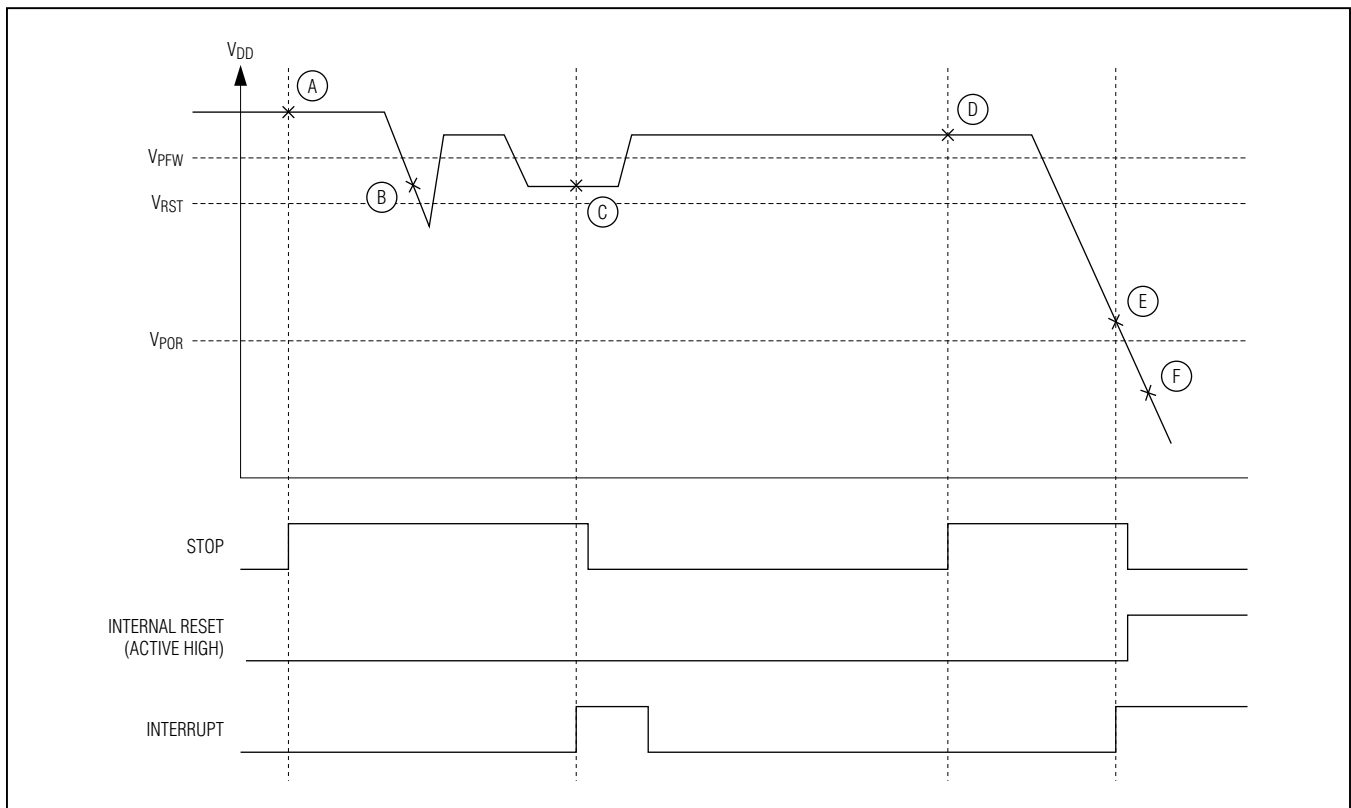 VDD
A
D
VPFW
B
VRST
C
E
VPOR
F
STOP
INTERNAL RESET
(ACTIVE HIGH)
INTERRUPT